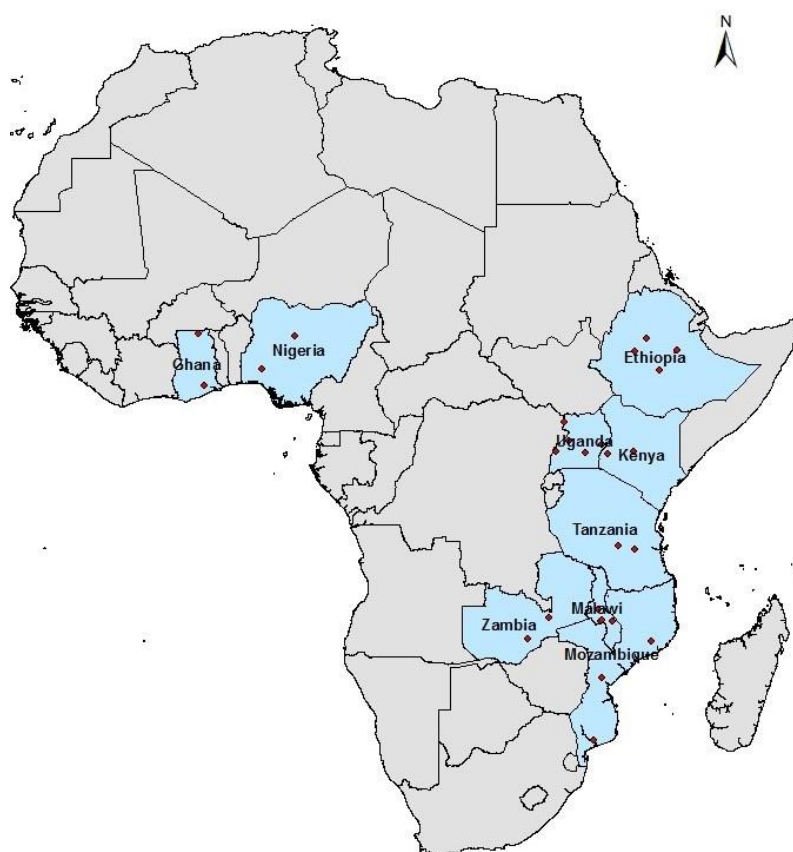 N
Ghana
Nigeria
Ethiopia
Uganda
Kenya
Tanzania
Malawi
Zambia
Mozambique